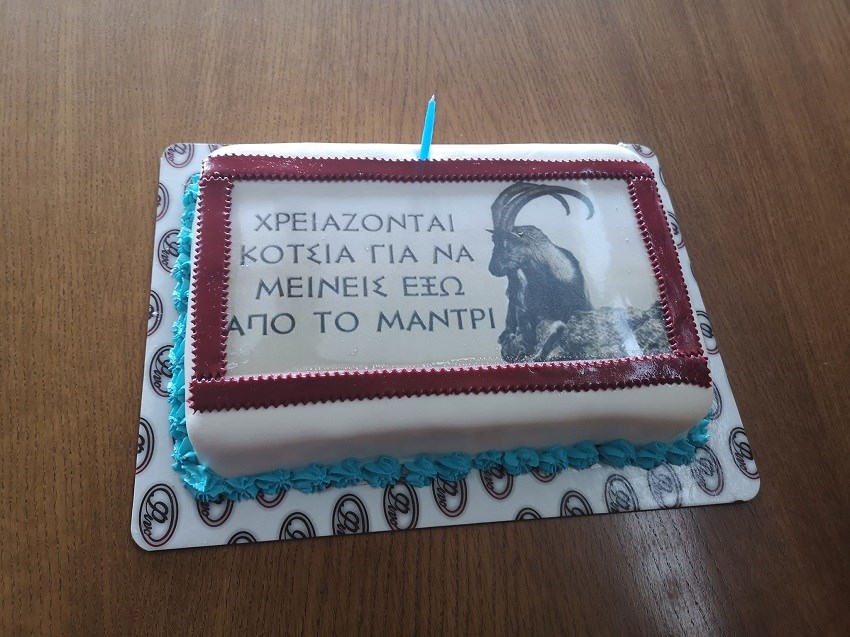 ΧΡΕΙΑΖΟΝΤΑΙ
ΚΟΤΣΙΑ ΓΙΑ ΝΑ
ΜΕΙΝΕΙΣ ΕΞΩ
ΑΠΟ ΤΟ ΜΑΝΤΡΙ